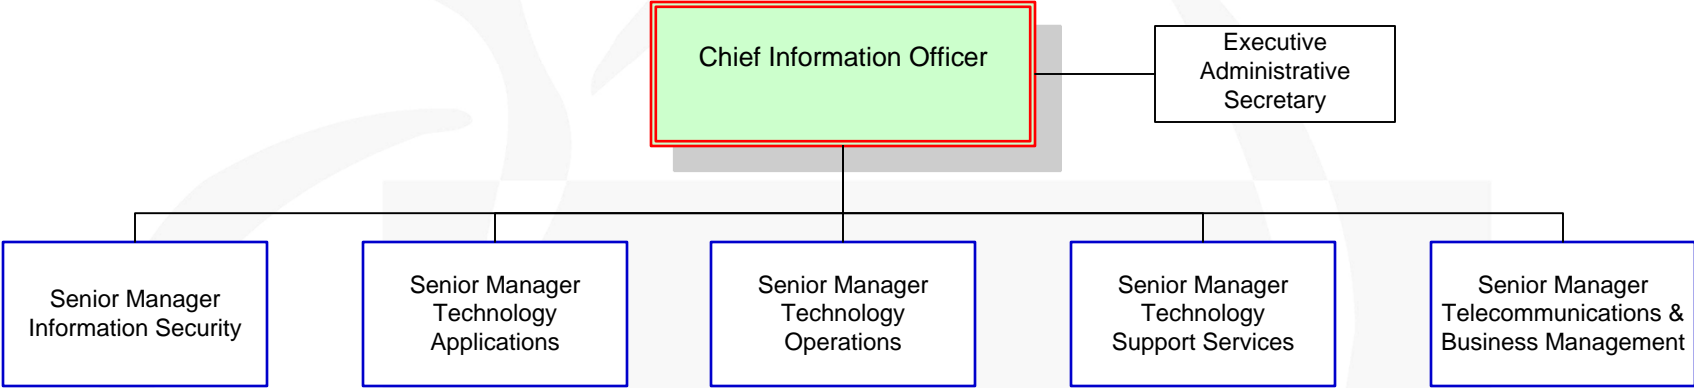 Chief Information Officer
Executive
Administrative
Secretary
Senior Manager
Information Security
Senior Manager
Technology
Applications
Senior Manager
Technology
Operations
Senior Manager
Technology
Support Services
Senior Manager
Telecommunications &
Business Management